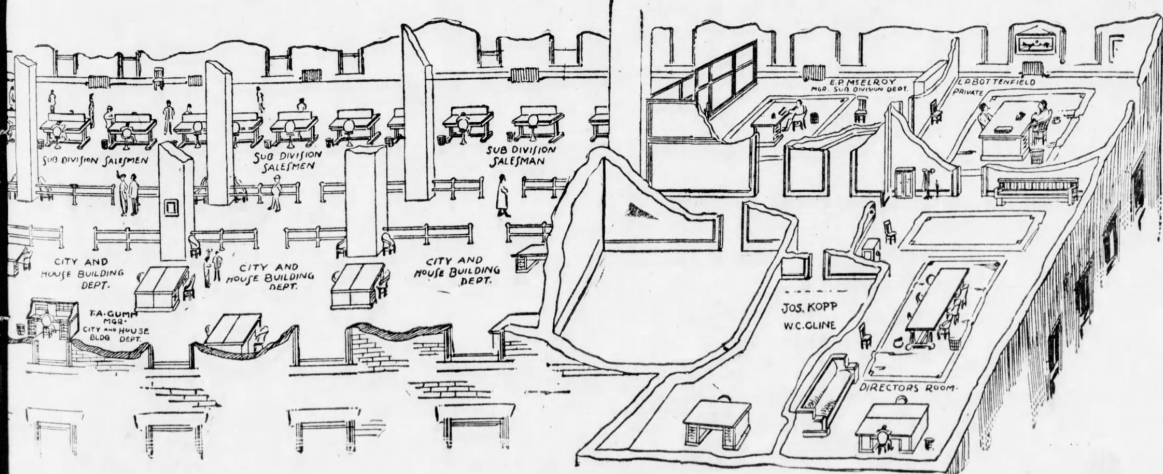 E.P. McELROY
MGR. SUB DIVISION DEPT.
L.P. BOTTENFIELD
PRIVATE
SUB DIVISION SALESMEN
SUB DIVISION
SALESMEN
SUB DIVISION
SALESMAN
CITY AND
HOUSE BUILDING
DEPT.
CITY AND
HOUSE BUILDING
DEPT.
CITY AND
HOUSE BUILDING
DEPT.
T.A. GUMM
MGR-
CITY AND HOUSE
BLDG DEPT.
JOS. KOPP
W.C. CLINE
DIRECTORS ROOM-